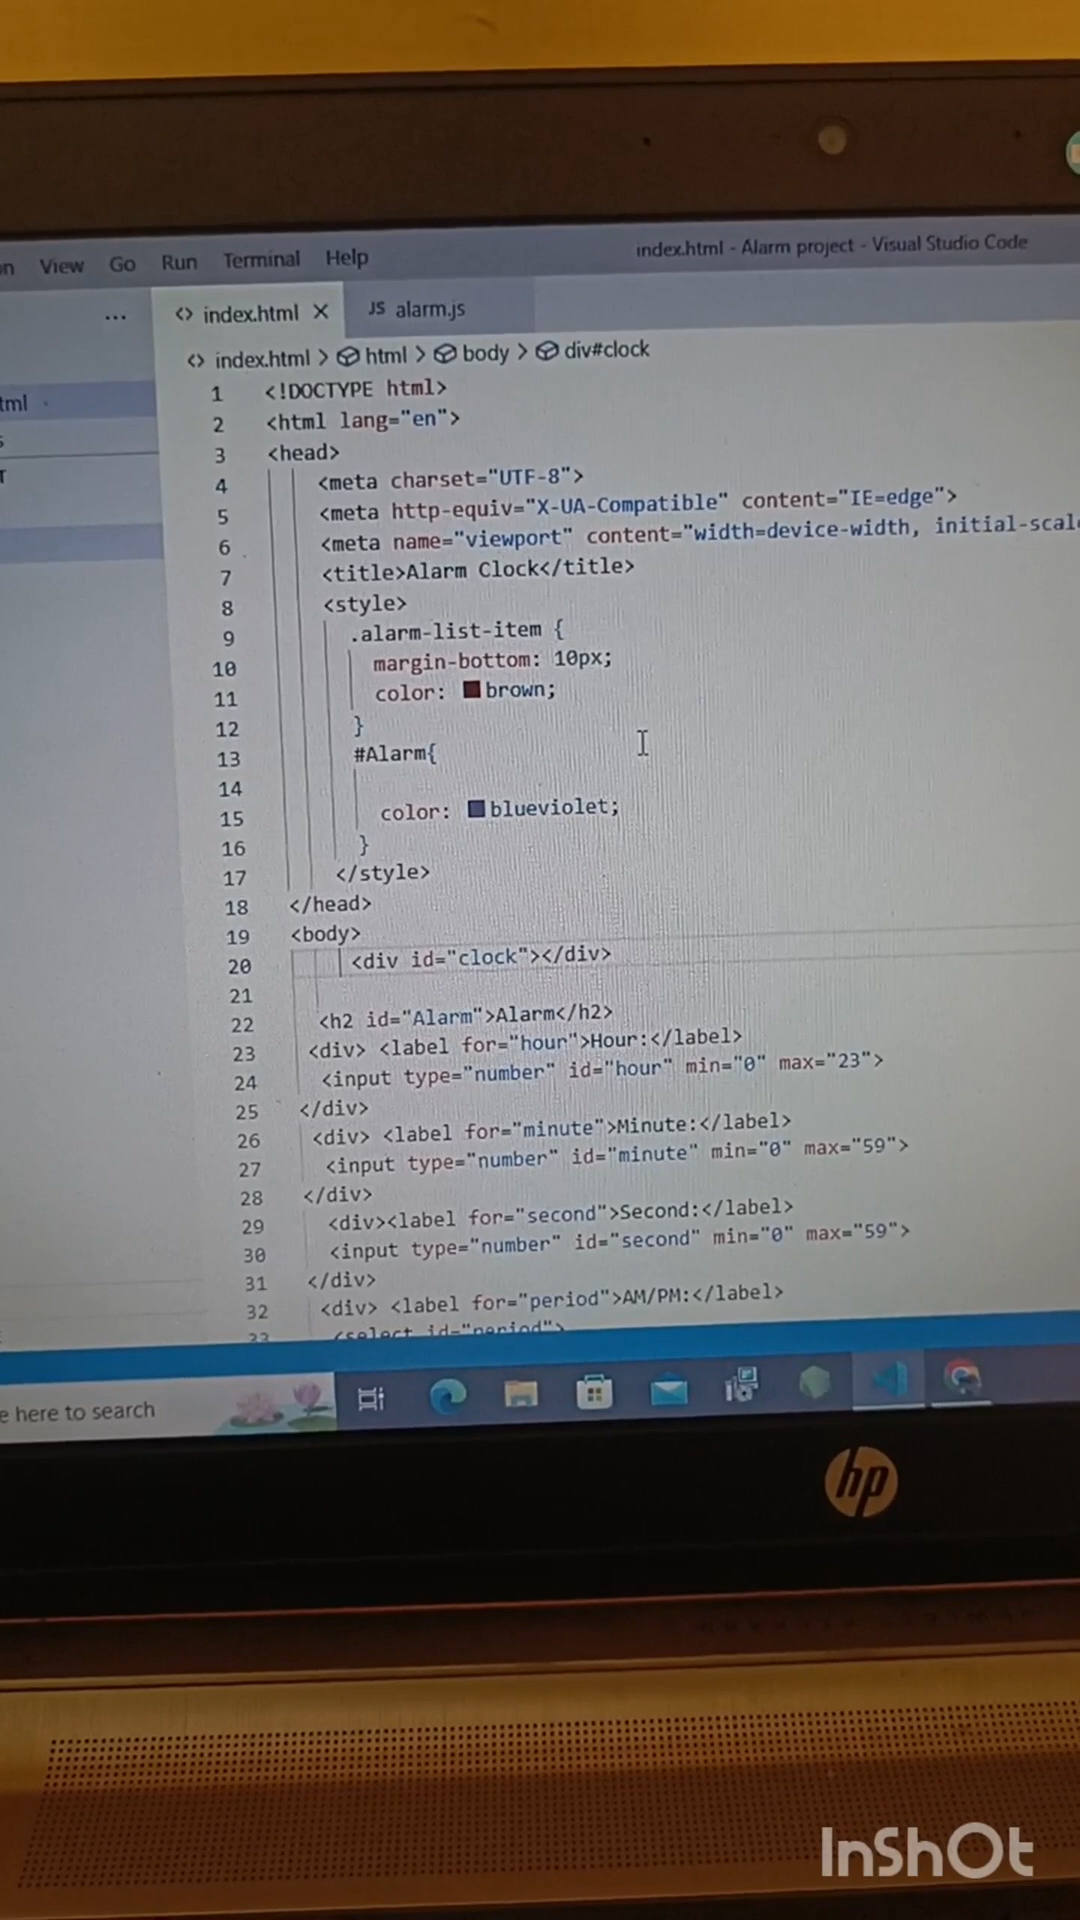 View Go Run Terminal Help index.html - Alarm project - Visual Studio Code
... <> index.html X JS alarm.js
<> index.html > html > body > div#clock
1 <!DOCTYPE html>
2 <html lang="en">
3 <head>
4 <meta charset="UTF-8">
5 <meta http-equiv="X-UA-Compatible" content="IE=edge">
6 <meta name="viewport" content="width=device-width, initial-scale
7 <title>Alarm Clock</title>
8 <style>
9 .alarm-list-item {
10 margin-bottom: 10px;
11 color: brown;
12 }
13 #Alarm{
14
15 color: blueviolet;
16 }
17 </style>
18 </head>
19 <body>
20 <div id="clock"></div>
21
22 <h2 id="Alarm">Alarm</h2>
23 <div> <label for="hour">Hour:</label>
24 <input type="number" id="hour" min="0" max="23">
25 </div>
26 <div> <label for="minute">Minute:</label>
27 <input type="number" id="minute" min="0" max="59">
28 </div>
29 <div><label for="second">Second:</label>
30 <input type="number" id="second" min="0" max="59">
31 </div>
32 <div> <label for="period">AM/PM:</label>
33 <select id="period">
e here to search
hp
InShOt